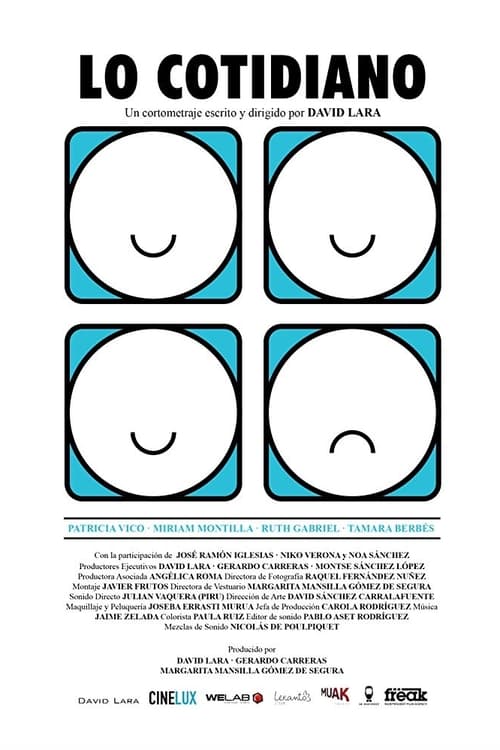 LO COTIDIANO
Un cortometraje escrito y dirigido por DAVID LARA
PATRICIA VICO · MIRIAM MONTILLA · RUTH GABRIEL · TAMARA BERBÉS
Con la participación de JOSÉ RAMÓN IGLESIAS · NIKO VERONA y NOA SÁNCHEZ
Productores Ejecutivos DAVID LARA · GERARDO CARRERAS · MONTSE SÁNCHEZ LÓPEZ
Productora Asociada ANGÉLICA ROMA Directora de Fotografía RAQUEL FERNÁNDEZ NUÑEZ
Montaje JAVIER FRUTOS Directora de Vestuario MARGARITA MANSILLA GÓMEZ DE SEGURA
Sonido Directo JULIAN VAQUERA (PIRU) Dirección de Arte DAVID SÁNCHEZ CARRALAFUENTE
Maquillaje y Peluquería JOSEBA ERRASTI MURUA Jefa de Producción CAROLA RODRÍGUEZ Música
JAIME ZELADA Colorista PAULA RUIZ Editor de sonido PABLO ASET RODRÍGUEZ
Mezclas de Sonido NICOLÁS DE POULPIQUET
Producido por
DAVID LARA · GERARDO CARRERAS
MARGARITA MANSILLA GÓMEZ DE SEGURA
DAVID LARA CINELUX WELAB MUAK freak